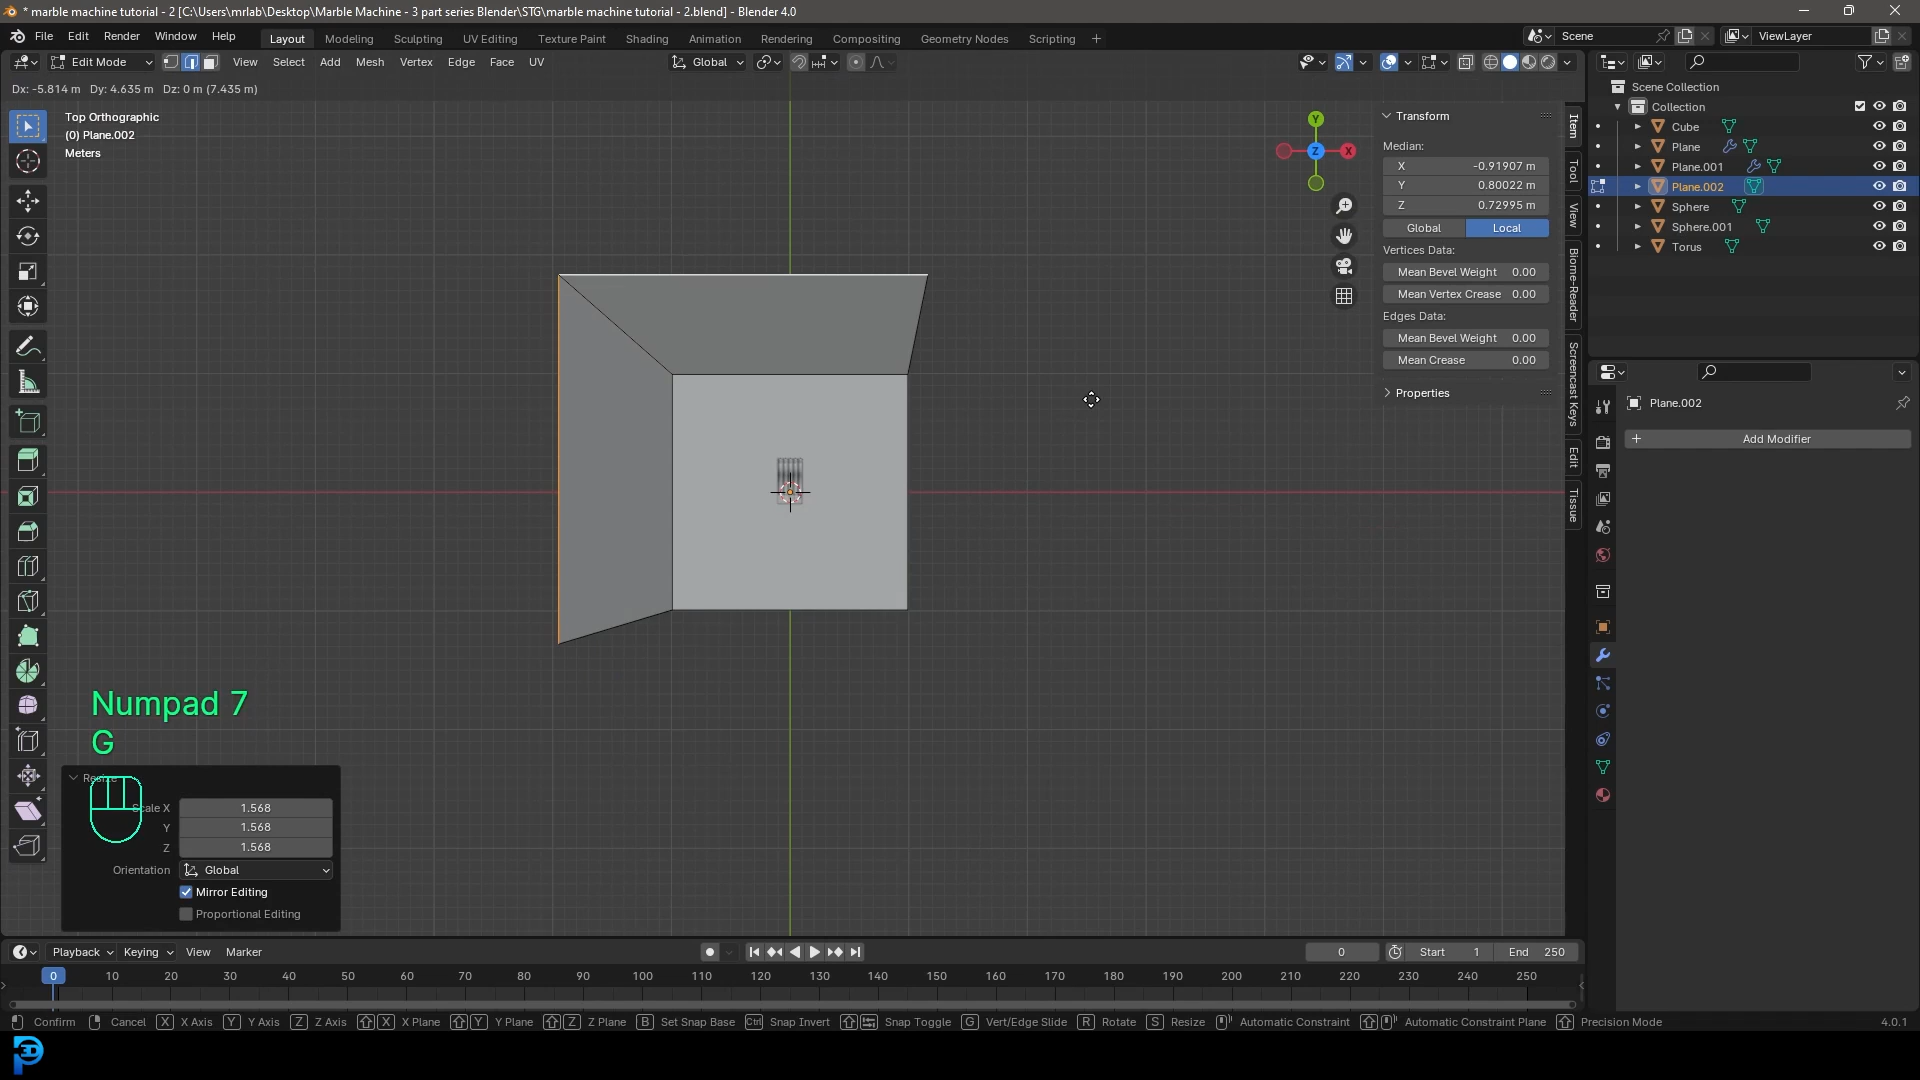 * marble machine tutorial - 2 [C:\Users\mrlab\Desktop\Marble Machine - 3 part series Blender\STG\marble machine tutorial - 2.blend] - Blender 4.0
File Edit Render Window Help Layout Modeling Sculpting UV Editing Texture Paint Shading Animation Rendering Compositing Geometry Nodes Scripting + Scene ViewLayer
Edit Mode View Select Add Mesh Vertex Edge Face UV Global
Dx: -5.814 m Dy: 4.635 m Dz: 0 m (7.435 m)
Top Orthographic
(0) Plane.002
Meters
Y
X
Z
Transform
Median:
X -0.91907 m
Y 0.80022 m
Z 0.72995 m
Global Local
Vertices Data:
Mean Bevel Weight 0.00
Mean Vertex Crease 0.00
Edges Data:
Mean Bevel Weight 0.00
Mean Crease 0.00
Properties
Item
Tool
View
Biome-Reader
Screencast Keys
Edit
Tissue
Scene Collection
Collection
Cube
Plane
Plane.001
Plane.002
Sphere
Sphere.001
Torus
Plane.002
+ Add Modifier
Numpad 7
G
Resize
Scale X 1.568
Y 1.568
Z 1.568
Orientation Global
Mirror Editing
Proportional Editing
Playback Keying View Marker 0 Start 1 End 250
0 10 20 30 40 50 60 70 80 90 100 110 120 130 140 150 160 170 180 190 200 210 220 230 240 250
Confirm Cancel X X Axis Y Y Axis Z Z Axis X X Plane Y Y Plane Z Z Plane B Set Snap Base Ctrl Snap Invert Snap Toggle G Vert/Edge Slide R Rotate S Resize Automatic Constraint Automatic Constraint Plane Precision Mode 4.0.1
3D